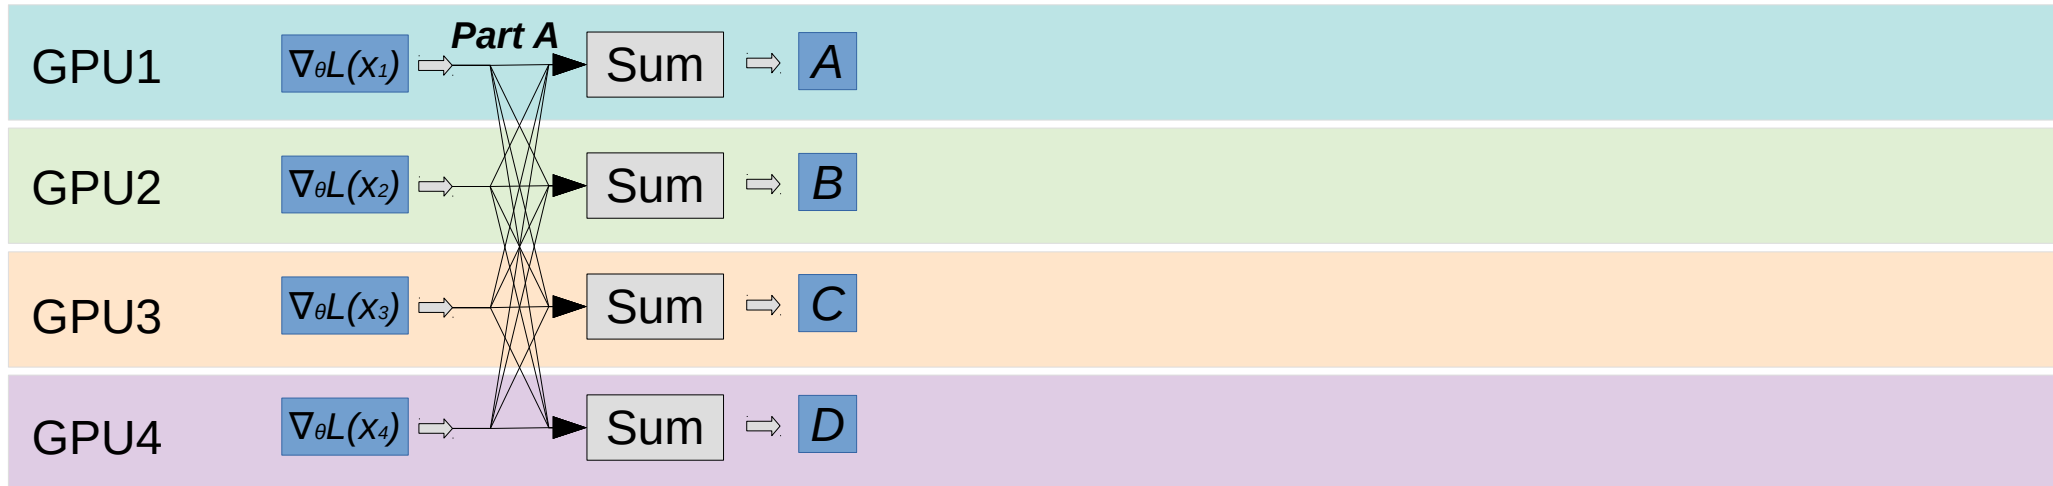 Part A
GPU1 ∇θL(x1) Sum A
GPU2 ∇θL(x2) Sum B
GPU3 ∇θL(x3) Sum C
GPU4 ∇θL(x4) Sum D